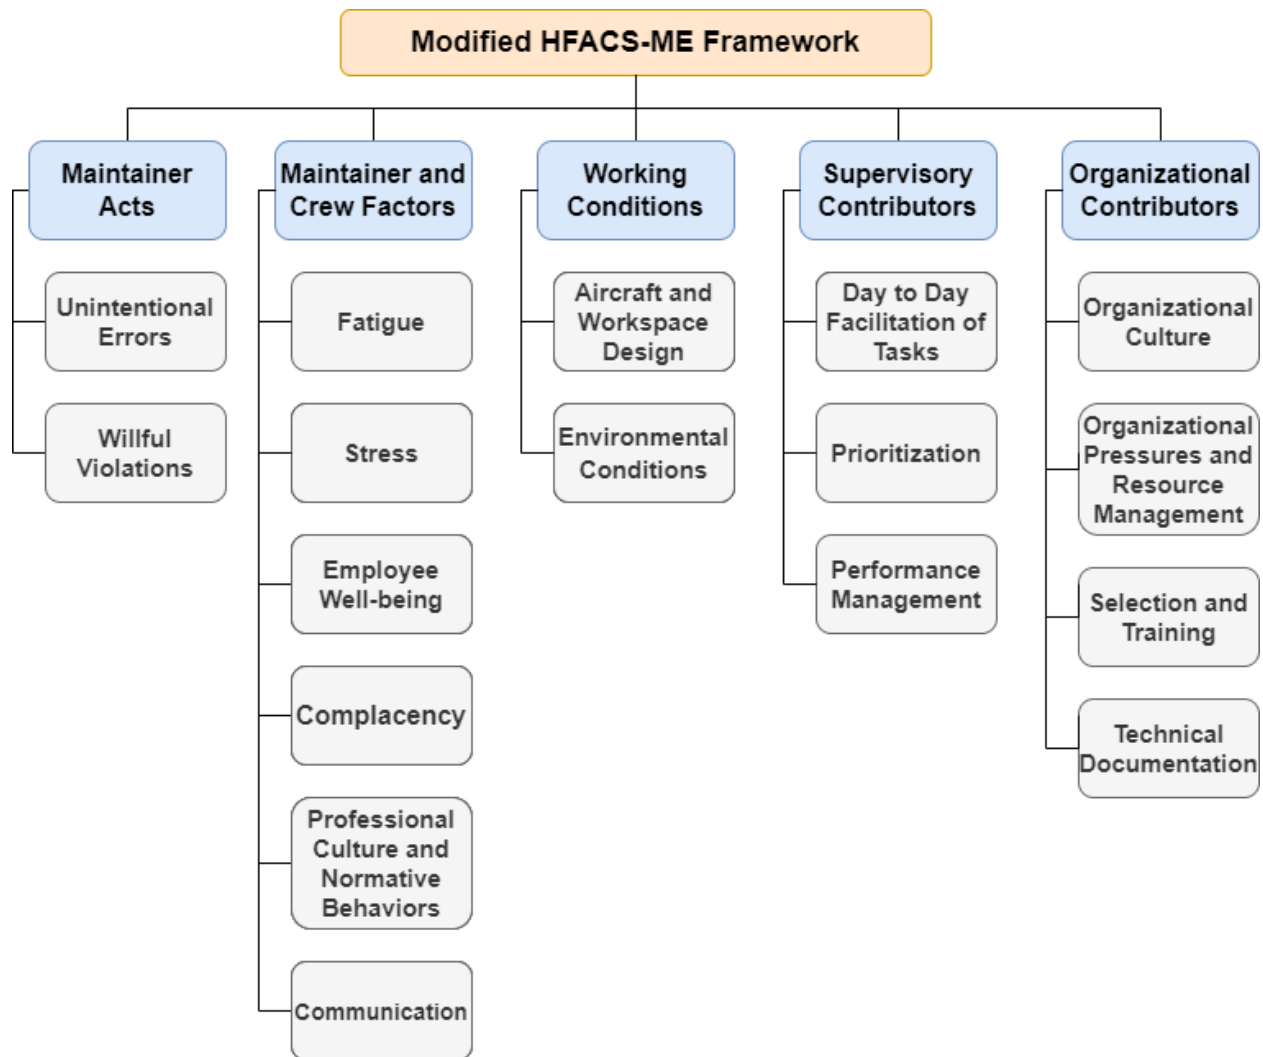 Modified HFACS-ME Framework
Maintainer
Acts
Unintentional
Errors
Willful
Violations
Maintainer and
Crew Factors
Fatigue
Stress
Employee
Well-being
Complacency
Professional
Culture and
Normative
Behaviors
Communication
Working
Conditions
Aircraft and
Workspace
Design
Environmental
Conditions
Supervisory
Contributors
Day to Day
Facilitation of
Tasks
Prioritization
Performance
Management
Organizational
Contributors
Organizational
Culture
Organizational
Pressures and
Resource
Management
Selection and
Training
Technical
Documentation